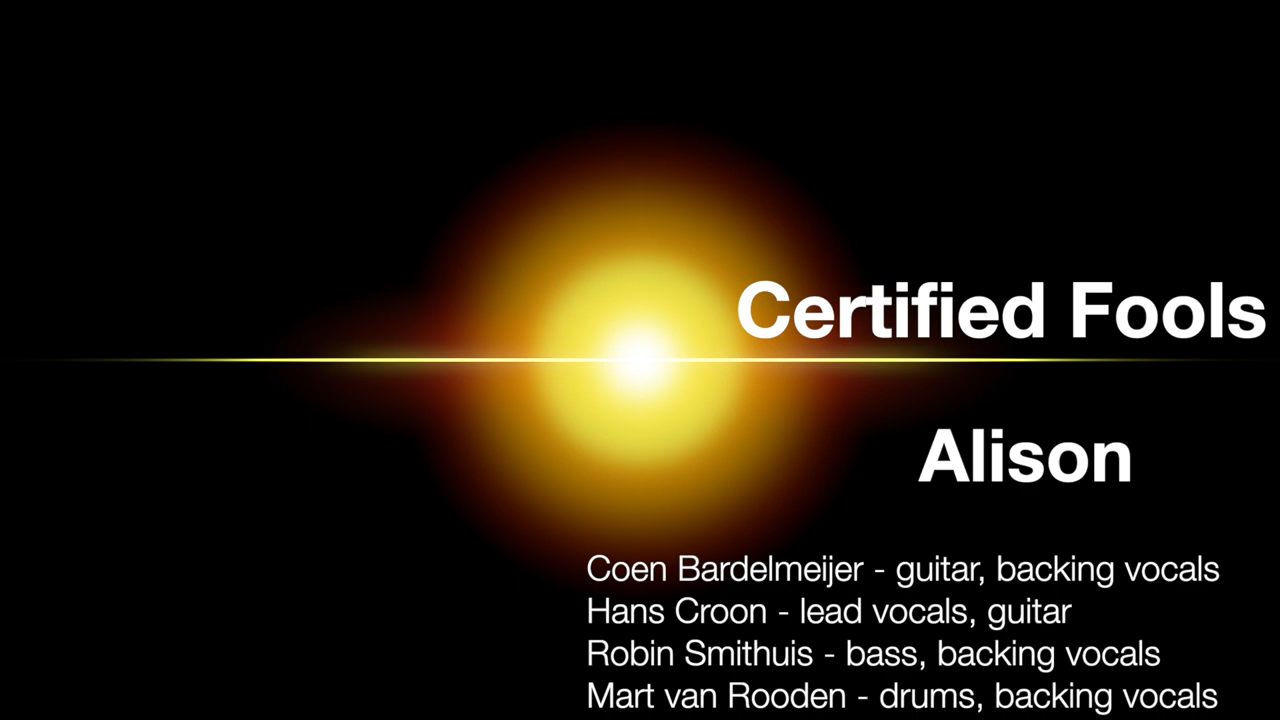 Certified Fools
Alison
Coen Bardelmeijer - guitar, backing vocals
Hans Croon - lead vocals, guitar
Robin Smithuis - bass, backing vocals
Mart van Rooden - drums, backing vocals